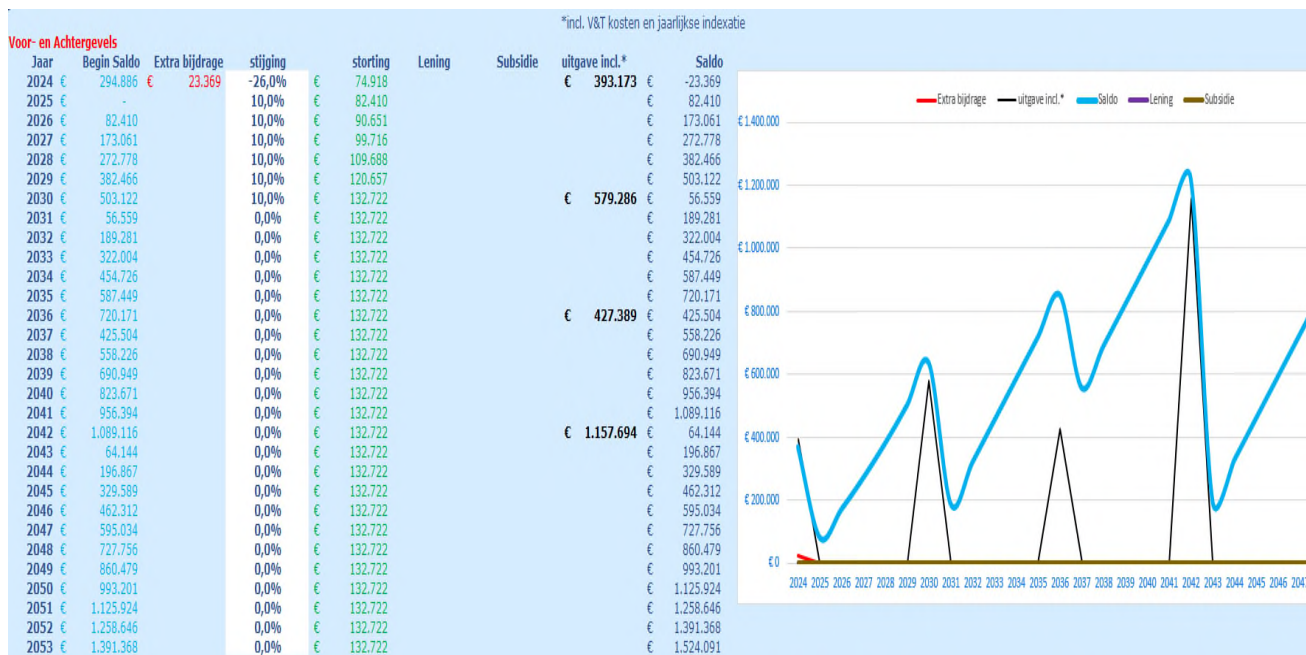 *incl. V&T kosten en jaarlijkse indexatie
Voor- en Achtergevels
Jaar Begin Saldo Extra bijdrage stijging storting Lening Subsidie uitgave incl.* Saldo
2024 € 294.886 € 23.369 -26,0% € 74.918 € 393.173 € -23.369
2025 € - 10,0% € 82.410 € 82.410
2026 € 82.410 10,0% € 90.651 € 173.061
2027 € 173.061 10,0% € 99.716 € 272.778
2028 € 272.778 10,0% € 109.688 € 382.466
2029 € 382.466 10,0% € 120.657 € 503.122
2030 € 503.122 10,0% € 132.722 € 579.286 € 56.559
2031 € 56.559 0,0% € 132.722 € 189.281
2032 € 189.281 0,0% € 132.722 € 322.004
2033 € 322.004 0,0% € 132.722 € 454.726
2034 € 454.726 0,0% € 132.722 € 587.449
2035 € 587.449 0,0% € 132.722 € 720.171
2036 € 720.171 0,0% € 132.722 € 427.389 € 425.504
2037 € 425.504 0,0% € 132.722 € 558.226
2038 € 558.226 0,0% € 132.722 € 690.949
2039 € 690.949 0,0% € 132.722 € 823.671
2040 € 823.671 0,0% € 132.722 € 956.394
2041 € 956.394 0,0% € 132.722 € 1.089.116
2042 € 1.089.116 0,0% € 132.722 € 1.157.694 € 64.144
2043 € 64.144 0,0% € 132.722 € 196.867
2044 € 196.867 0,0% € 132.722 € 329.589
2045 € 329.589 0,0% € 132.722 € 462.312
2046 € 462.312 0,0% € 132.722 € 595.034
2047 € 595.034 0,0% € 132.722 € 727.756
2048 € 727.756 0,0% € 132.722 € 860.479
2049 € 860.479 0,0% € 132.722 € 993.201
2050 € 993.201 0,0% € 132.722 € 1.125.924
2051 € 1.125.924 0,0% € 132.722 € 1.258.646
2052 € 1.258.646 0,0% € 132.722 € 1.391.368
2053 € 1.391.368 0,0% € 132.722 € 1.524.091
Extra bijdrage uitgave incl.* Saldo Lening Subsidie
€ 1.400.000
€ 1.200.000
€ 1.000.000
€ 800.000
€ 600.000
€ 400.000
€ 200.000
€ 0
2024 2025 2026 2027 2028 2029 2030 2031 2032 2033 2034 2035 2036 2037 2038 2039 2040 2041 2042 2043 2044 2045 2046 2047